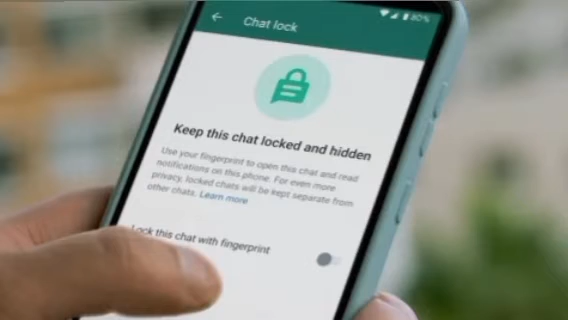 Chat lock
80%
Keep this chat locked and hidden
Use your fingerprint to open this chat and read
notifications on this phone. For even more
privacy, locked chats will be kept separate from
other chats. Learn more
Lock this chat with fingerprint